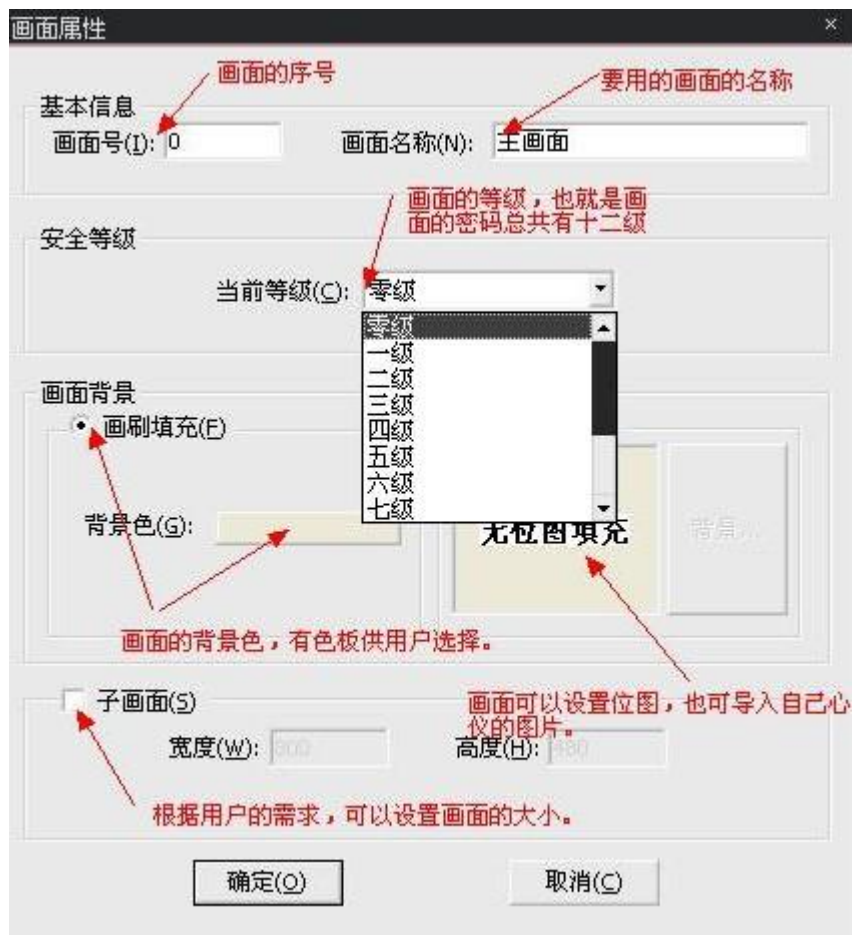 画面属性
画面的序号
要用的画面的名称
基本信息
画面号(I): 0
画面名称(N): 主画面
画面的等级，也就是画
面的密码总共有十二级
安全等级
当前等级(C): 零级
零级
一级
二级
三级
四级
五级
六级
七级
画面背景
画刷填充(F)
背景色(G):
无位图填充
背景...
画面的背景色，有色板供用户选择。
子画面(S)
画面可以设置位图，也可导入自己心
仪的图片。
宽度(W): 800
高度(H): 480
根据用户的需求，可以设置画面的大小。
确定(O)
取消(C)